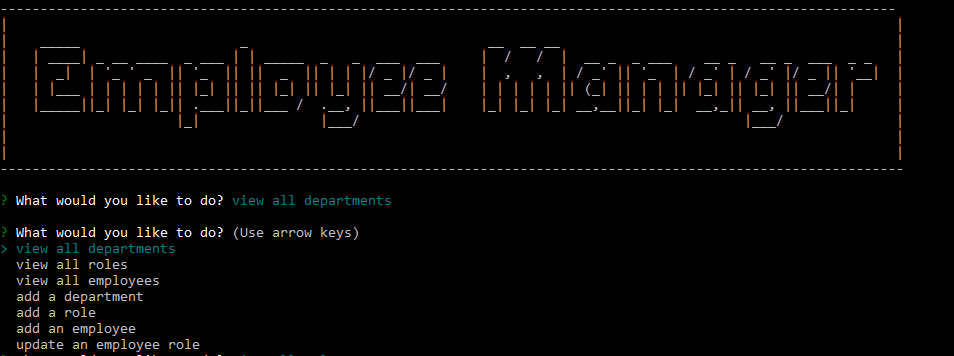 Employee Manager
? What would you like to do? view all departments
? What would you like to do? (Use arrow keys)
> view all departments
view all roles
view all employees
add a department
add a role
add an employee
update an employee role